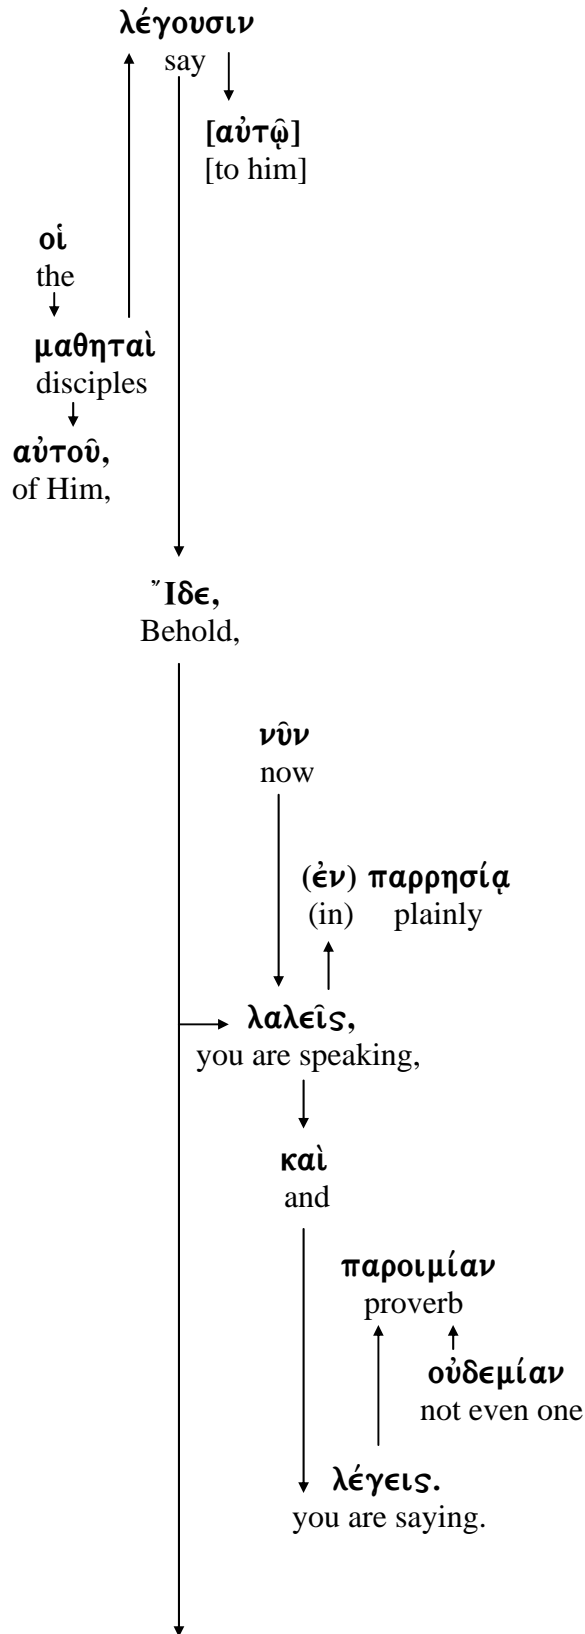 λέγουσιν
say
[αὐτῷ]
[to him]
οἱ
the
μαθηταὶ
disciples
αὐτοῦ,
of Him,
Ἴδε,
Behold,
νῦν
now
(ἐν) παρρησίᾳ
(in) plainly
λαλεῖς,
you are speaking,
καὶ
and
παροιμίαν
proverb
οὐδεμίαν
not even one
λέγεις.
you are saying.